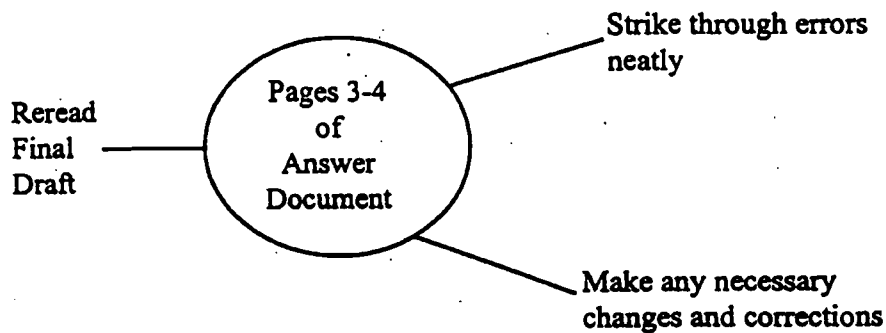 Strike through errors
neatly
Pages 3-4
of
Answer
Document
Reread
Final
Draft
Make any necessary
changes and corrections